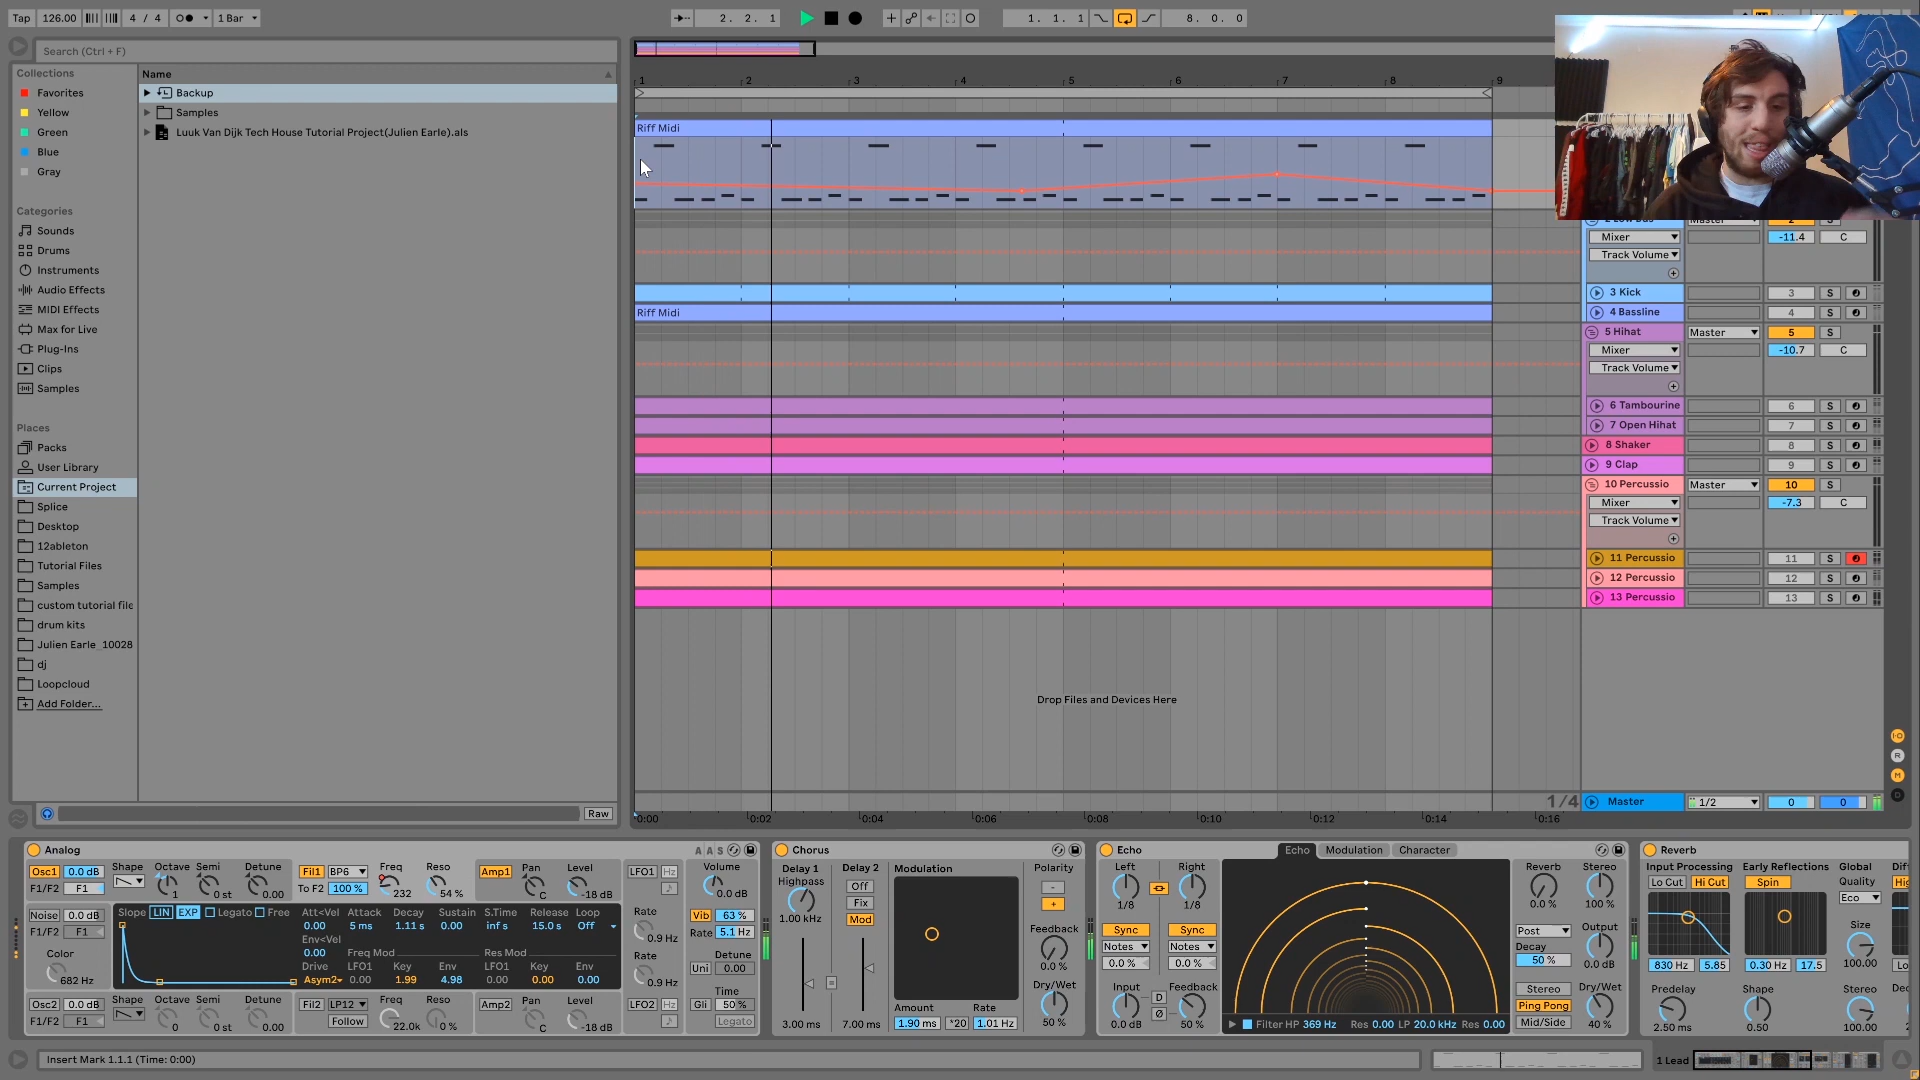 Tap 126.00 4 / 4 1 Bar 2. 2. 1 1. 1. 1 8. 0. 0
Search (Ctrl + F)
Collections
Favorites
Yellow
Green
Blue
Gray
Categories
Sounds
Drums
Instruments
Audio Effects
MIDI Effects
Max for Live
Plug-Ins
Clips
Samples
Places
Packs
User Library
Current Project
Splice
Desktop
12ableton
Tutorial Files
Samples
custom tutorial file
drum kits
Julien Earle_10028
dj
Loopcloud
Add Folder...
Name
Backup
Samples
Luuk Van Dijk Tech House Tutorial Project(Julien Earle).als
Raw
1 2 3 4 5 6 7 8 9
Riff Midi
Riff Midi
Drop Files and Devices Here
1/4
0:00 0:02 0:04 0:06 0:08 0:10 0:12 0:14 0:16
Mixer -11.4 C
Track Volume
3 Kick 3 S
4 Bassline 4 S
5 Hihat Master 5 S
Mixer -10.7 C
Track Volume
6 Tambourine 6 S
7 Open Hihat 7 S
8 Shaker 8 S
9 Clap 9 S
10 Percussio Master 10 S
Mixer -7.3 C
Track Volume
11 Percussio 11 S
12 Percussio 12 S
13 Percussio 13 S
Master 1/2 0 0
I·O
R
M
D
Analog A A S
Osc1 0.0 dB Shape Octave Semi Detune
F1/F2 F1 1 0 st 0.00
Fil1 BP6 Freq Reso
To F2 100 % 232 54 %
Amp1 Pan Level
C -18 dB
LFO1 Hz
Volume
0.0 dB
Noise 0.0 dB
F1/F2 F1
Color
682 Hz
Slope LIN EXP Legato Free
Att<Vel Attack Decay Sustain S.Time Release Loop
0.00 5 ms 1.11 s 0.00 inf s 15.0 s Off
Env<Vel
0.00 Freq Mod Res Mod
Drive LFO1 Key Env LFO1 Key Env
Asym2 0.00 1.99 4.98 0.00 0.00 0.00
Rate
0.9 Hz
Rate
0.9 Hz
Vib 63 %
Rate 5.1 Hz
Detune
Uni 0.00
Time
Gli 50 %
Legato
Osc2 0.0 dB Shape Octave Semi Detune
F1/F2 F1 0 0 st 0.00
Fil2 LP12 Freq Reso
Follow 22.0k 0 %
Amp2 Pan Level
C -18 dB
LFO2 Hz
Chorus
Delay 1 Delay 2 Modulation Polarity
Highpass Off
1.00 kHz Fix
Mod
-
+
Feedback
0.0 %
Dry/Wet
50 %
Amount Rate
3.00 ms 7.00 ms 1.90 ms *20 1.01 Hz
Echo Echo Modulation Character
Left Right
1/8 1/8
Sync Sync
Notes Notes
0.0 % 0.0 %
Input D Feedback
0.0 dB Ø 50 %
Filter HP 369 Hz Res 0.00 LP 20.0 kHz Res 0.00
Reverb Stereo
0.0 % 100 %
Post Output
Decay
50 % 0.0 dB
Stereo Dry/Wet
Ping Pong
Mid/Side 40 %
Reverb
Input Processing Early Reflections Global
Lo Cut Hi Cut Spin Quality
Eco
Size
830 Hz 5.85 0.30 Hz 17.5 100.00
Predelay Shape Stereo
2.50 ms 0.50 100.00
Insert Mark 1.1.1 (Time: 0:00)
1 Lead